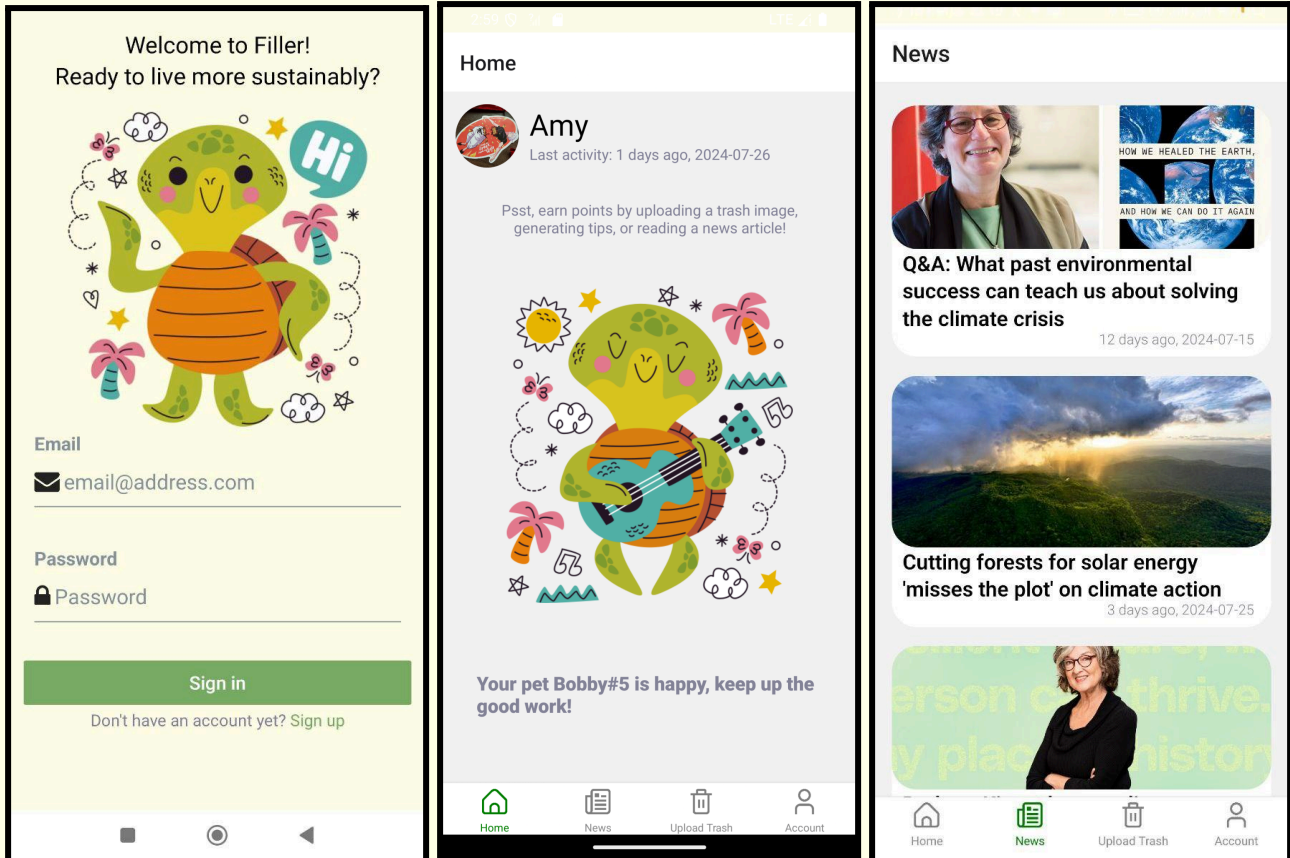 Welcome to Filler!
Ready to live more sustainably?
Hi
Email
email@address.com
Password
Password
Sign in
Don't have an account yet? Sign up
Home
Amy
Last activity: 1 days ago, 2024-07-26
Psst, earn points by uploading a trash image,
generating tips, or reading a news article!
Your pet Bobby#5 is happy, keep up the
good work!
Home
News
Upload Trash
Account
News
HOW WE HEALED THE EARTH,
AND HOW WE CAN DO IT AGAIN
Q&A: What past environmental
success can teach us about solving
the climate crisis
12 days ago, 2024-07-15
Cutting forests for solar energy
'misses the plot' on climate action
3 days ago, 2024-07-25
thrive.
history
Home
News
Upload Trash
Account